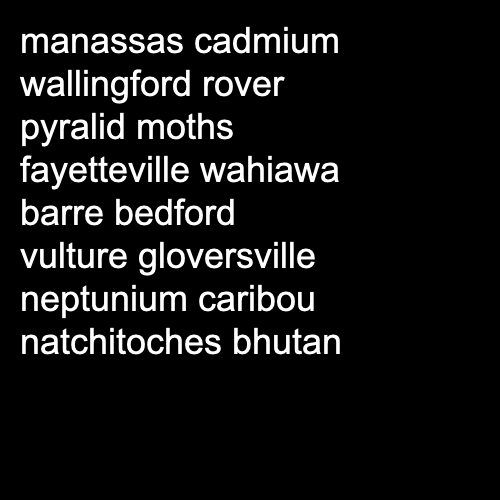 manassas cadmium
wallingford rover
pyralid moths
fayetteville wahiawa
barre bedford
vulture gloversville
neptunium caribou
natchitoches bhutan